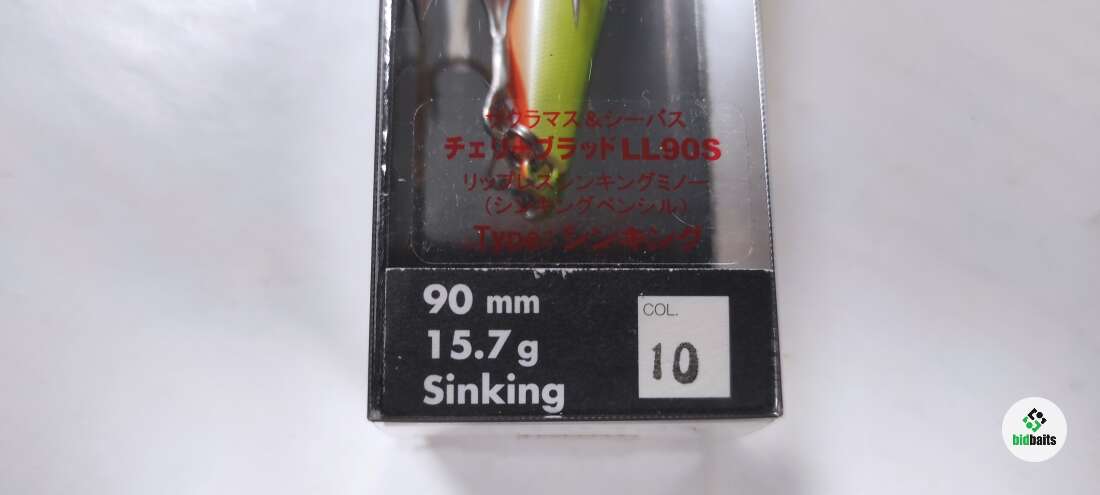 サクラマス&シーバス
チェリーブラッドLL90S
リップレスシンキングミノー
(シンキングペンシル)
Type:シンキング
90 mm
15.7 g
Sinking
COL.
10
bidbaits